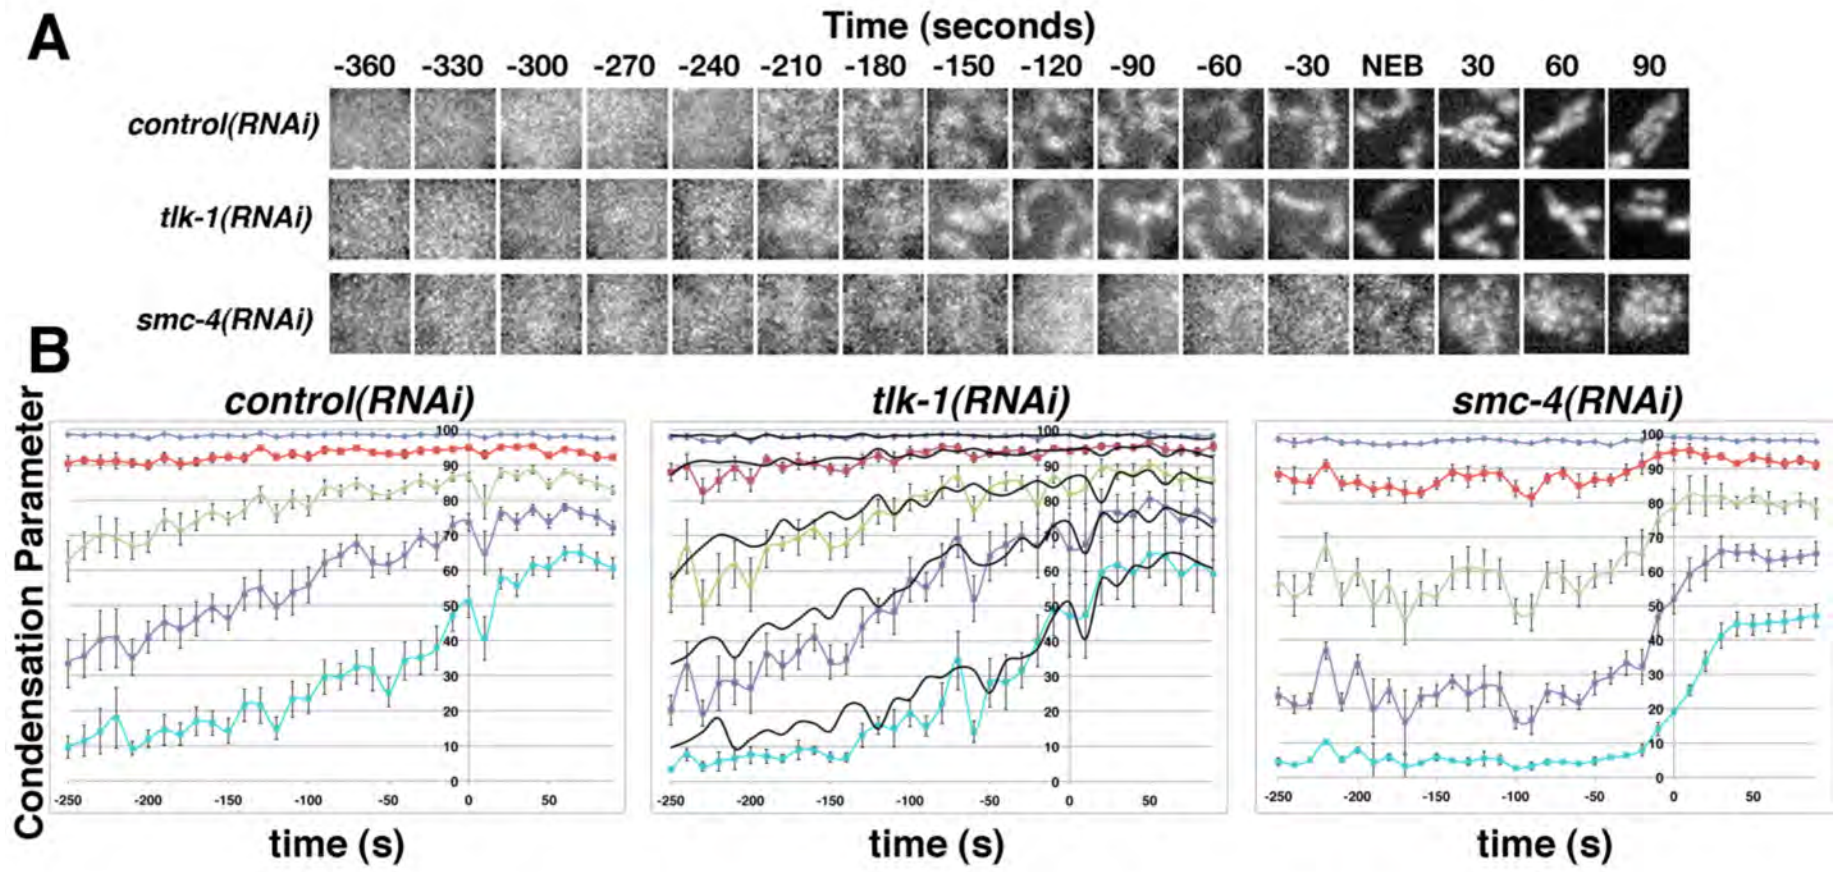 A
Time (seconds)
-360 -330 -300 -270 -240 -210 -180 -150 -120 -90 -60 -30 NEB 30 60 90
control(RNAi)
tlk-1(RNAi)
smc-4(RNAi)
B
Condensation Parameter
control(RNAi)
100
90
80
70
60
50
40
30
20
10
0
-250 -200 -150 -100 -50 0 50
time (s)
tlk-1(RNAi)
100
90
80
70
60
50
40
30
20
10
0
-250 -200 -150 -100 -50 0 50
time (s)
smc-4(RNAi)
100
90
80
70
60
50
40
30
20
10
0
-250 -200 -150 -100 -50 0 50
time (s)